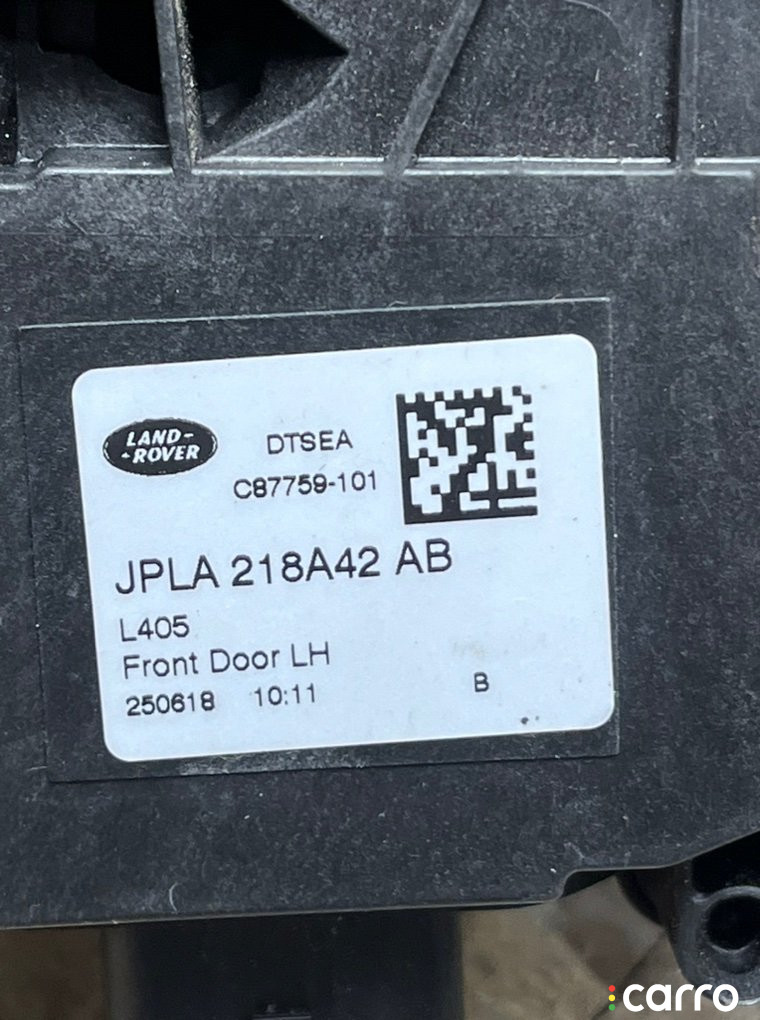 LAND-
-ROVER
DTSEA
C87759-101
JPLA 218A42 AB
L405
Front Door LH
250618 10:11 B
carro